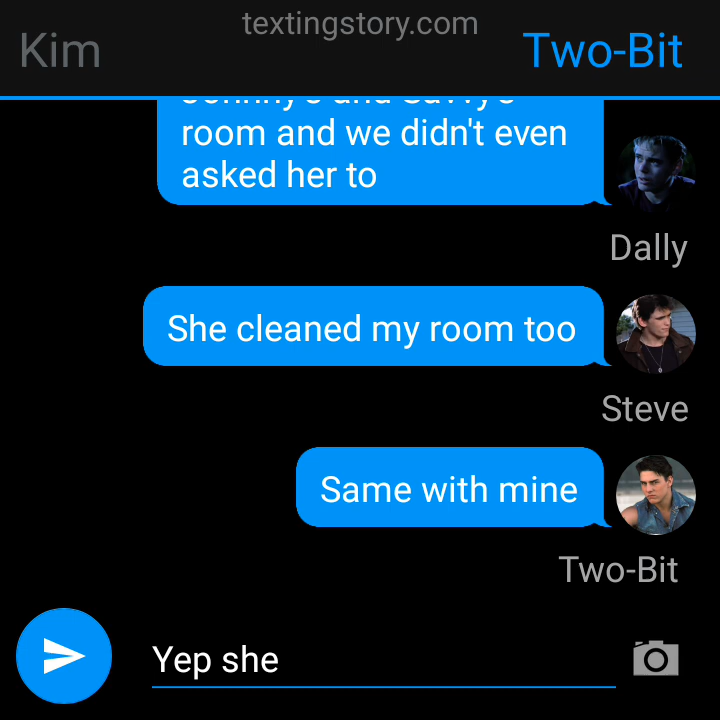 textingstory.com
Kim
Two-Bit
room and we didn't even
asked her to
Dally
She cleaned my room too
Steve
Same with mine
Two-Bit
Yep she